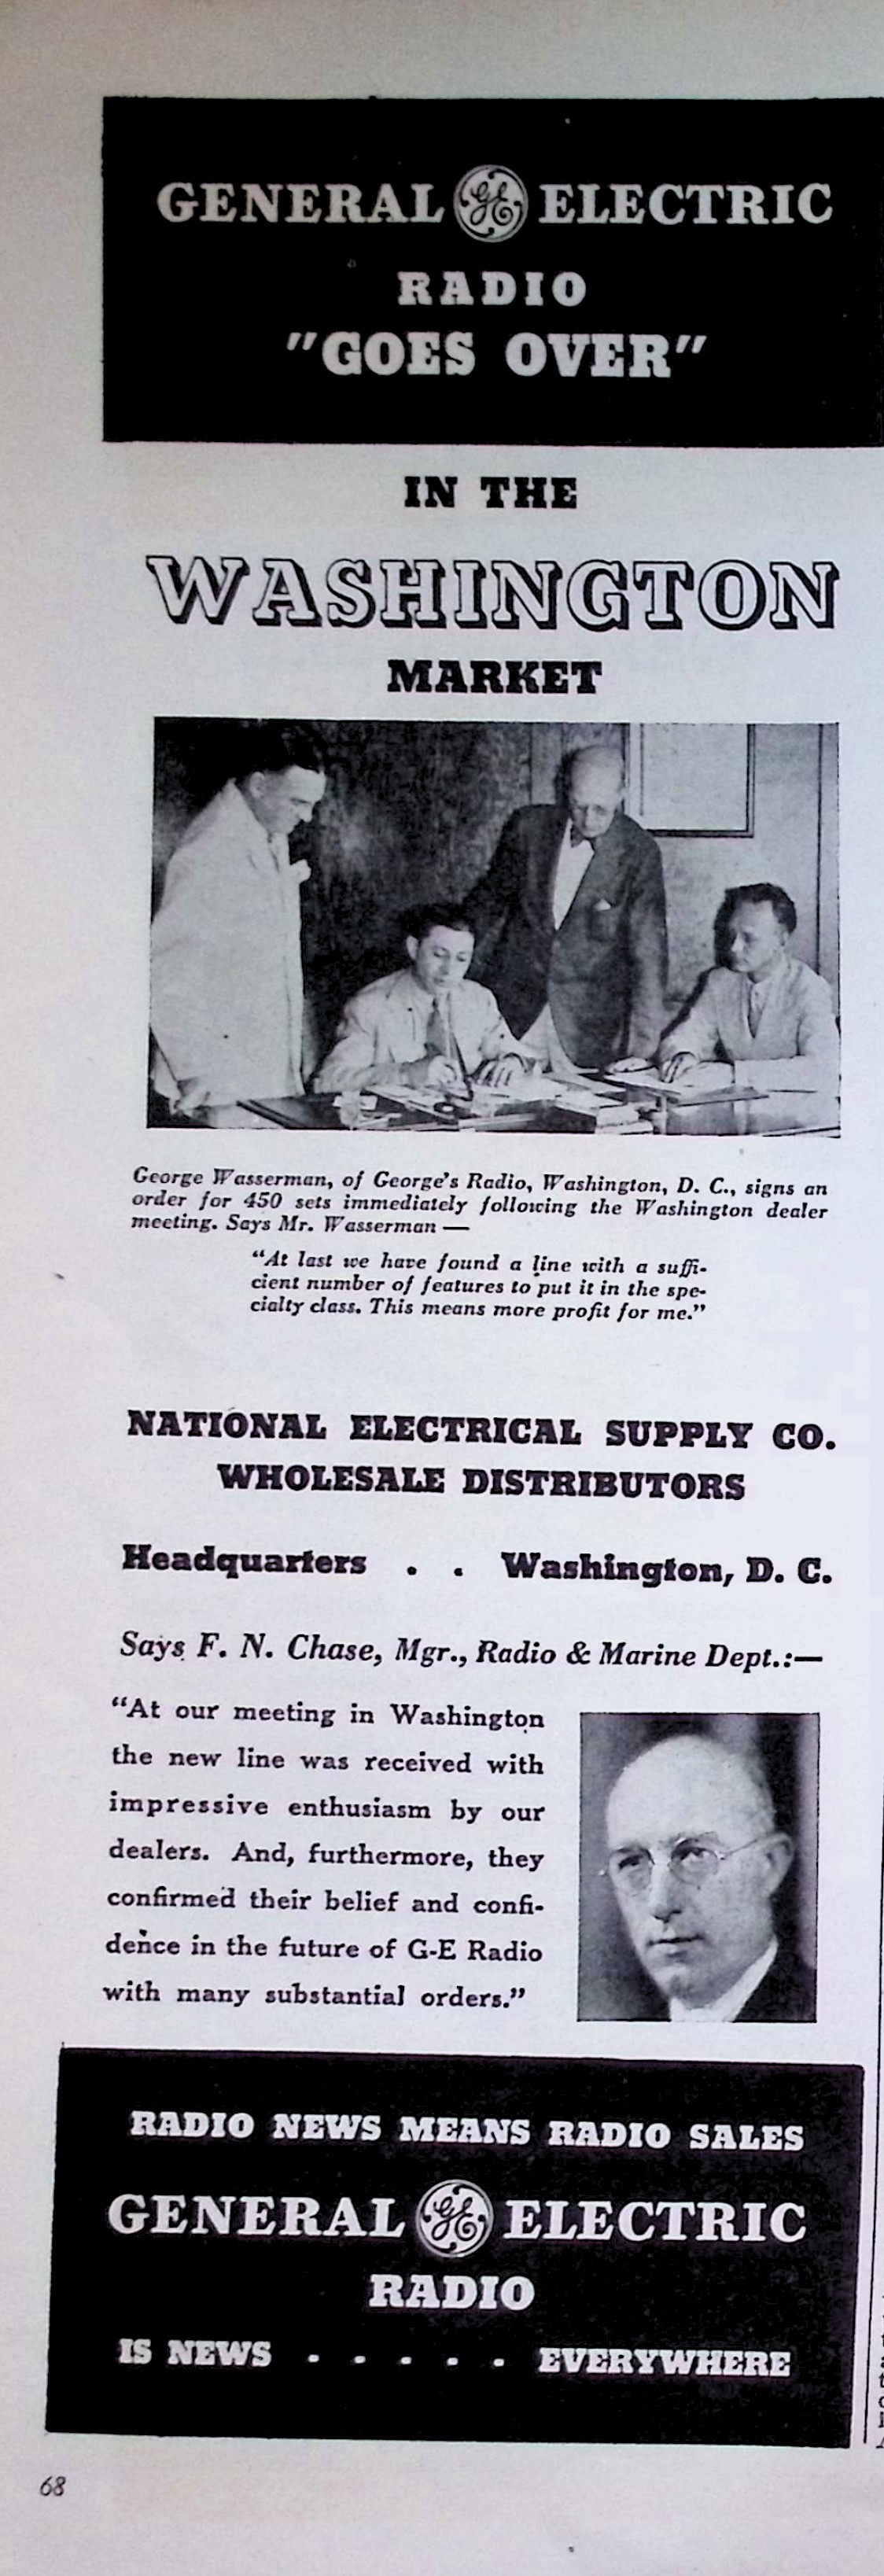 GENERAL GE ELECTRIC
RADIO
"GOES OVER"
IN THE
WASHINGTON
MARKET
George Wasserman, of George's Radio, Washington, D. C., signs an
order for 450 sets immediately following the Washington dealer
meeting. Says Mr. Wasserman —
"At last we have found a line with a suffi-
cient number of features to put it in the spe-
cialty class. This means more profit for me."
NATIONAL ELECTRICAL SUPPLY CO.
WHOLESALE DISTRIBUTORS
Headquarters . . Washington, D. C.
Says F. N. Chase, Mgr., Radio & Marine Dept.:—
"At our meeting in Washington
the new line was received with
impressive enthusiasm by our
dealers. And, furthermore, they
confirmed their belief and confi-
dence in the future of G-E Radio
with many substantial orders."
RADIO NEWS MEANS RADIO SALES
GENERAL GE ELECTRIC
RADIO
IS NEWS . . . . . EVERYWHERE
68